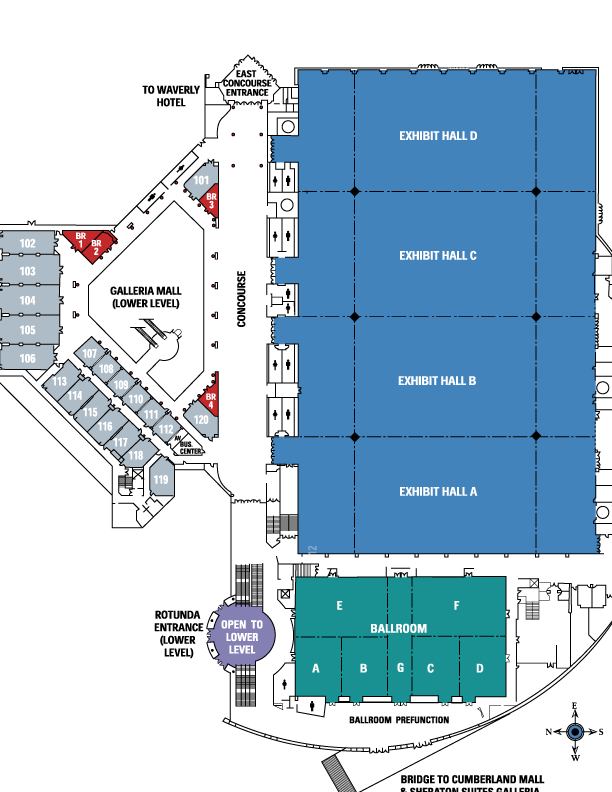 EAST
CONCOURSE
ENTRANCE
TO WAVERLY
HOTEL
EXHIBIT HALL D
101
BR
3
BR
1
BR
2
102
103
104
105
106
GALLERIA MALL
(LOWER LEVEL)
CONCOURSE
EXHIBIT HALL C
107
108
109
110
111
112
113
114
115
116
117
118
119
AV
BUS.
CENTER
120
BR
4
EXHIBIT HALL B
EXHIBIT HALL A
12
ROTUNDA
ENTRANCE
(LOWER
LEVEL)
OPEN TO
LOWER
LEVEL
E
F
BALLROOM
A
B
G
C
D
BALLROOM PREFUNCTION
E
N
S
W
BRIDGE TO CUMBERLAND MALL
& SHERATON SUITES GALLERIA